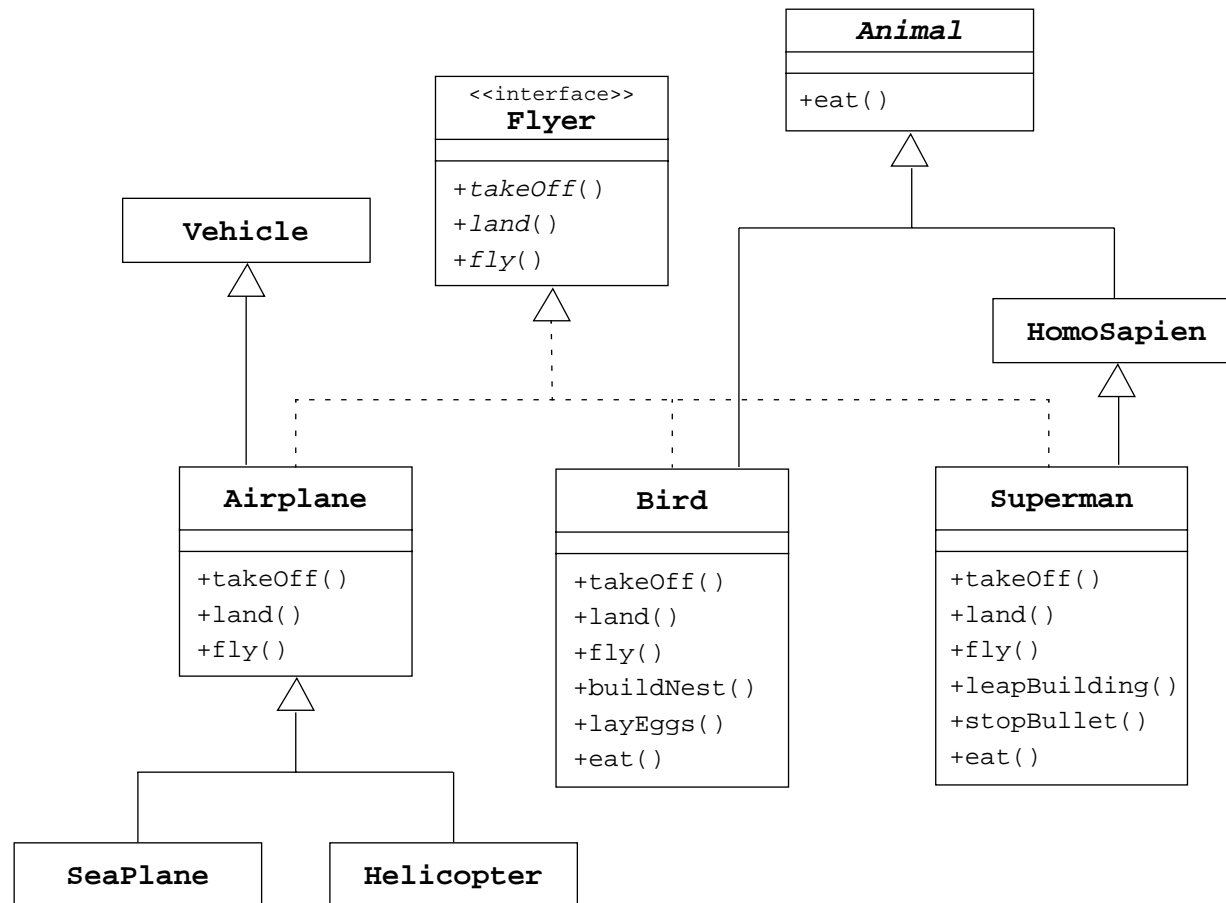 Animal
+eat()
<<interface>>
Flyer
+takeOff()
+land()
+fly()
Vehicle
HomoSapien
Airplane
+takeOff()
+land()
+fly()
Bird
+takeOff()
+land()
+fly()
+buildNest()
+layEggs()
+eat()
Superman
+takeOff()
+land()
+fly()
+leapBuilding()
+stopBullet()
+eat()
SeaPlane
Helicopter